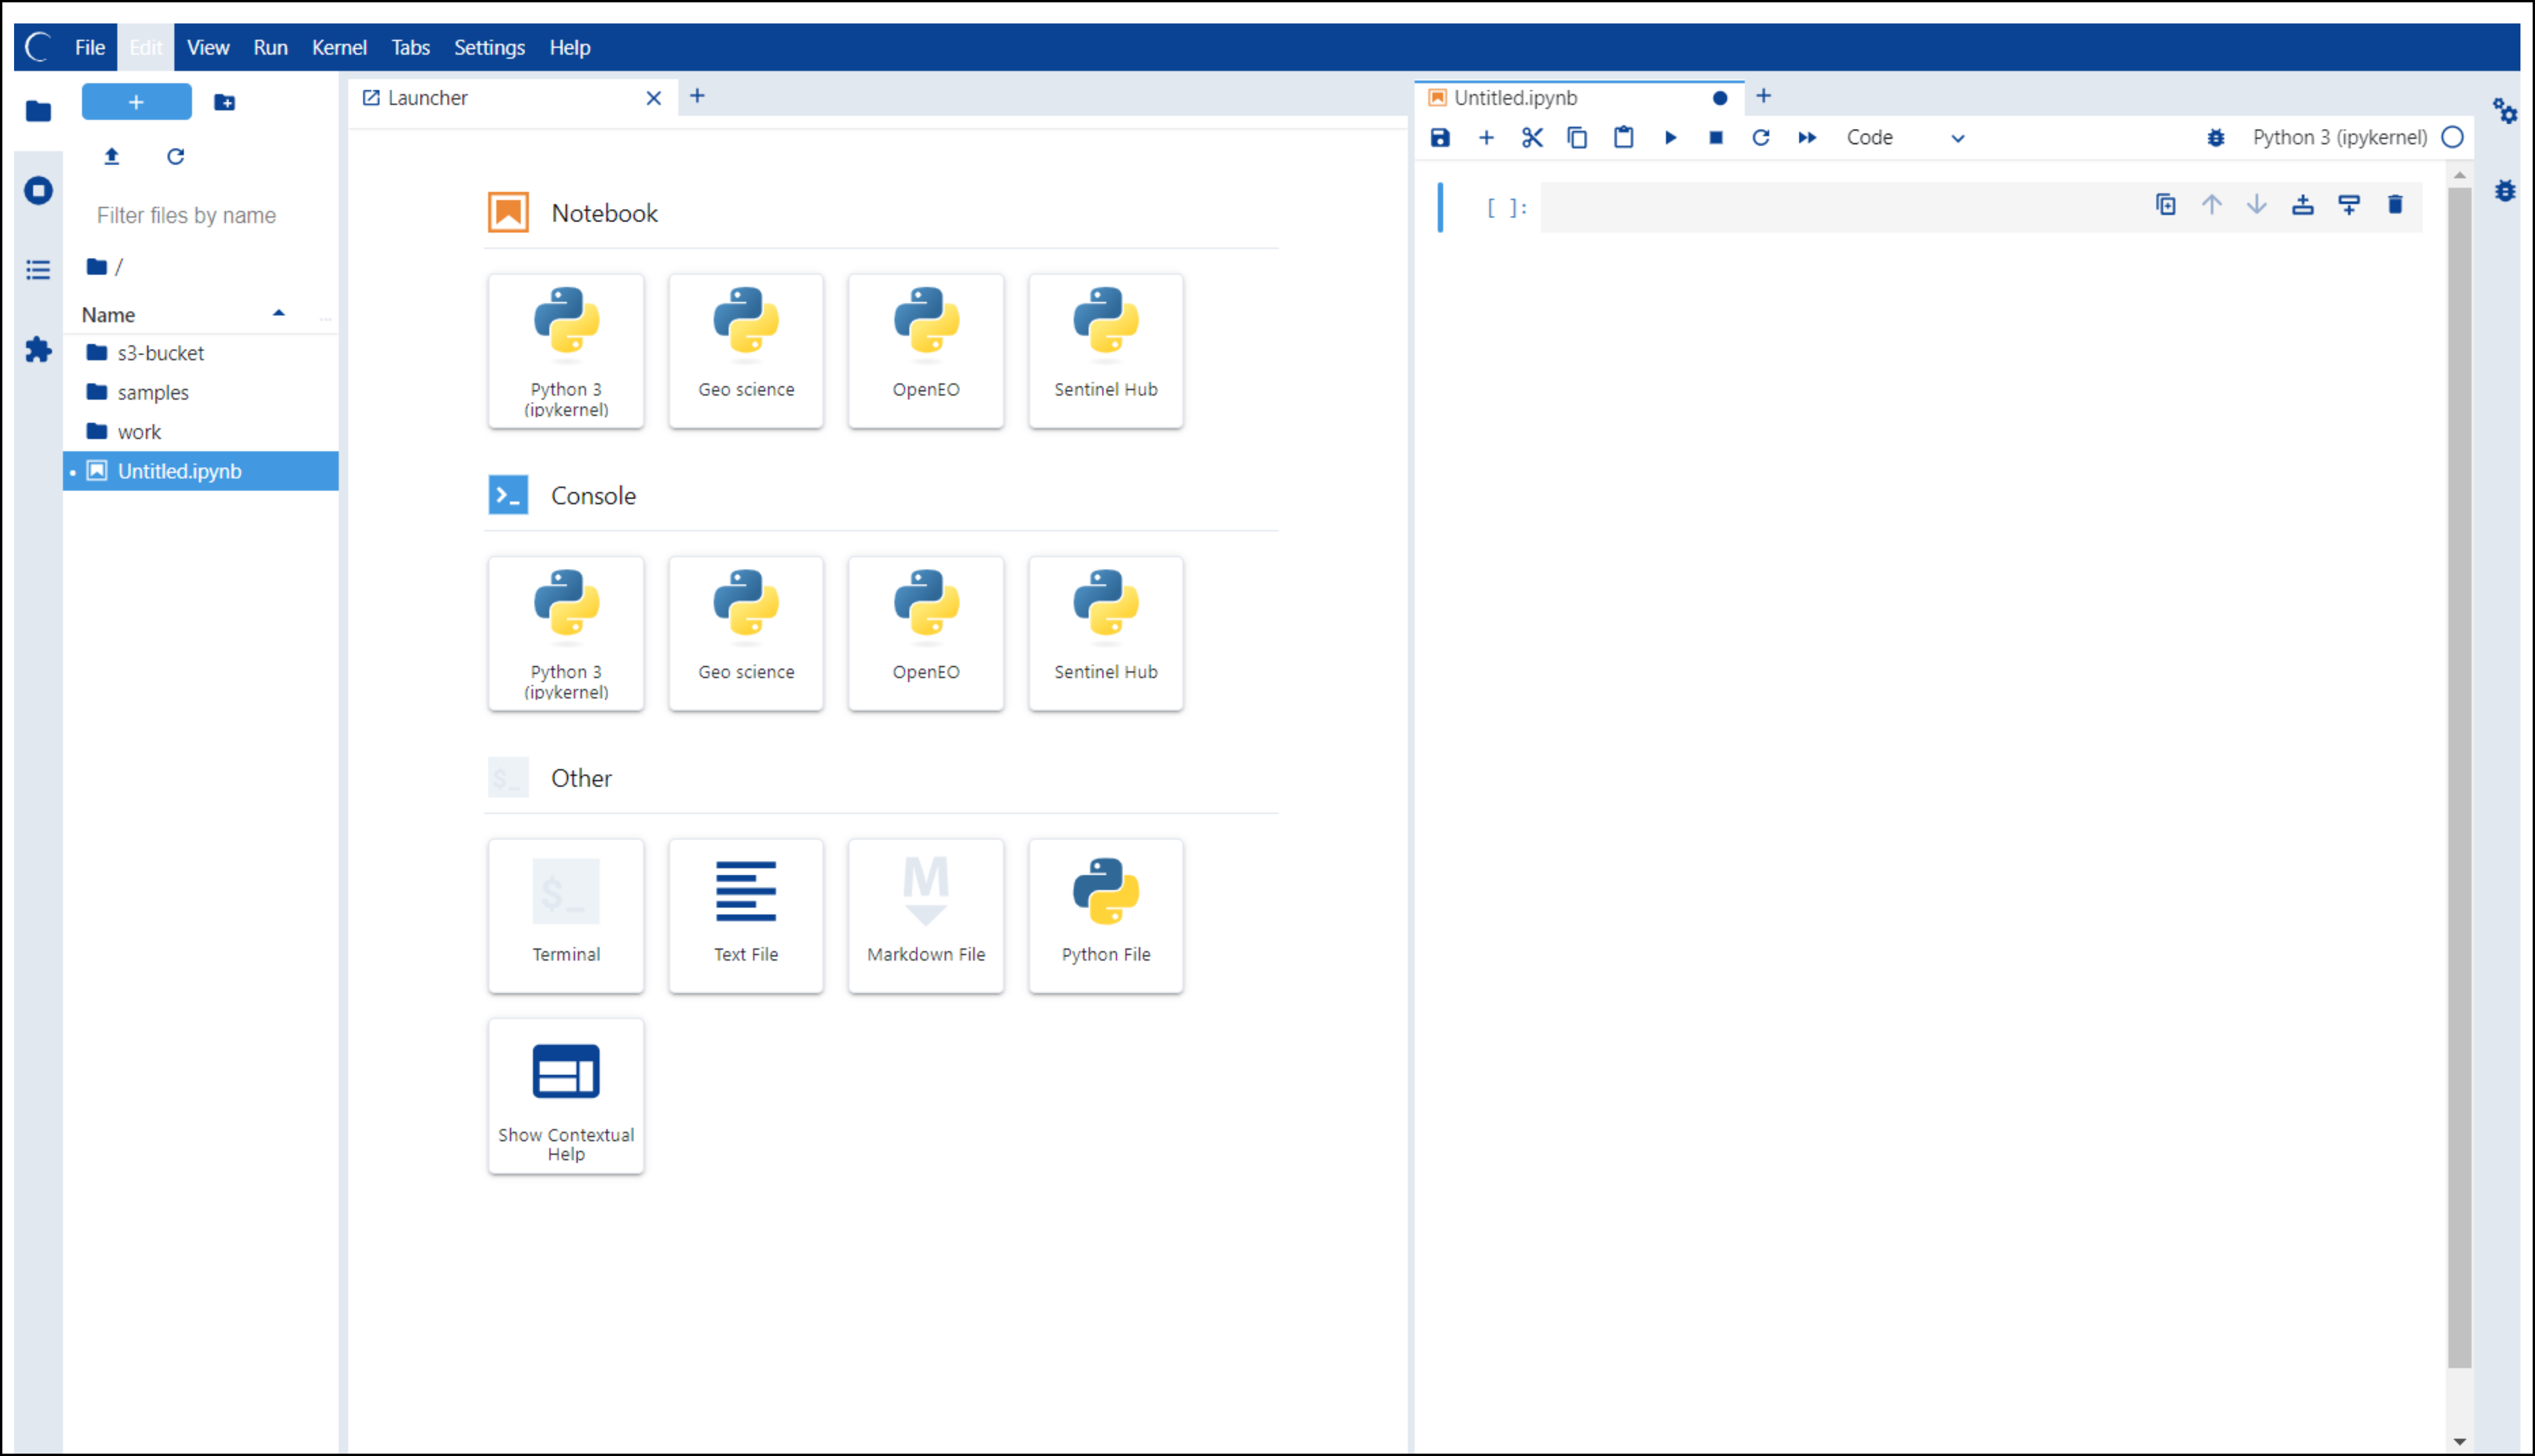 File Edit View Run Kernel Tabs Settings Help
+
Filter files by name
/
Name
...
s3-bucket
samples
work
Untitled.ipynb
Launcher
Notebook
Python 3
(ipykernel)
Geo science
OpenEO
Sentinel Hub
Console
Python 3
(ipykernel)
Geo science
OpenEO
Sentinel Hub
$_ Other
$_
Terminal
Text File
M
Markdown File
Python File
Show Contextual
Help
Untitled.ipynb
Code
Python 3 (ipykernel)
[ ]: